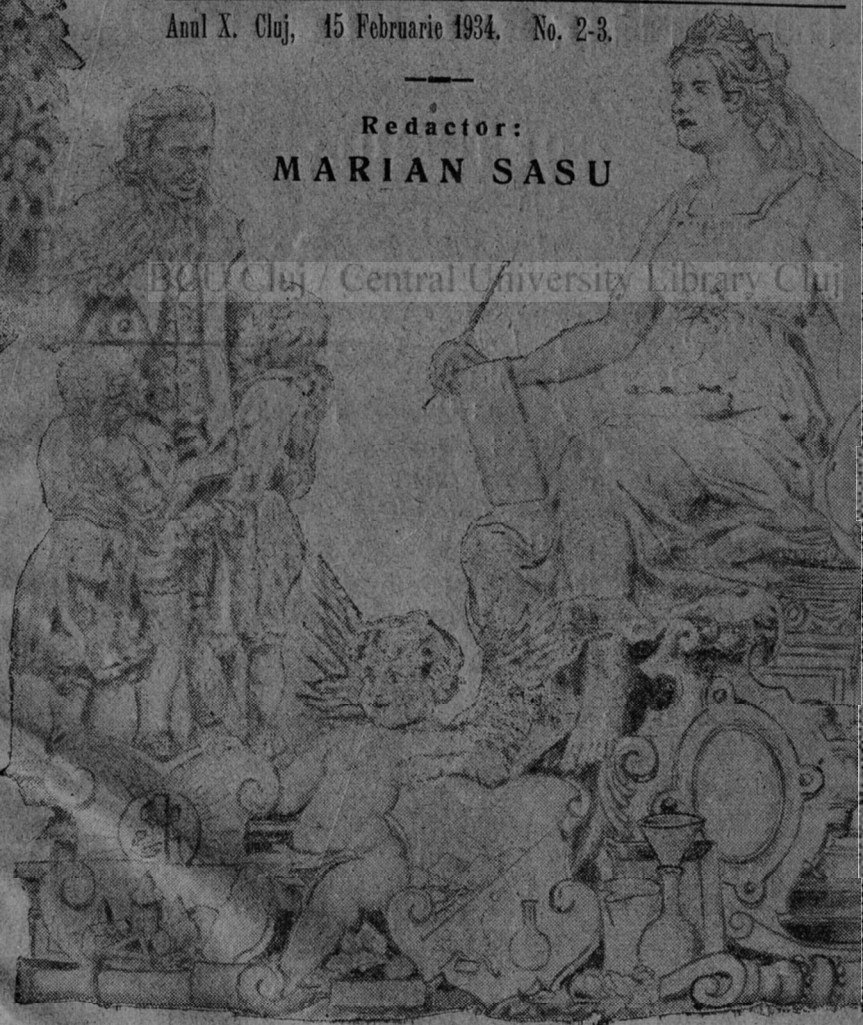 Anul X. Cluj, 15 Februarie 1934. No. 2-3.
Redactor:
MARIAN SASU
BCU Cluj / Central University Library Cluj